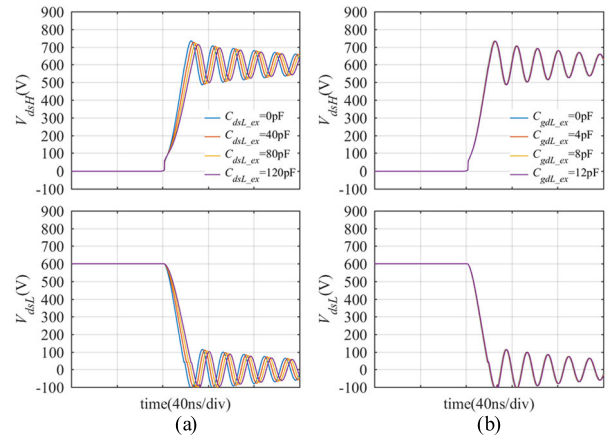 900
800
700
600
500
400
300
200
100
0
-100
V_dsH(V)
C_dsL_ex=0pF
C_dsL_ex=40pF
C_dsL_ex=80pF
C_dsL_ex=120pF
900
800
700
600
500
400
300
200
100
0
-100
V_dsH(V)
C_gdL_ex=0pF
C_gdL_ex=4pF
C_gdL_ex=8pF
C_gdL_ex=12pF
900
800
700
600
500
400
300
200
100
0
-100
V_dsL(V)
time(40ns/div)
(a)
900
800
700
600
500
400
300
200
100
0
-100
V_dsL(V)
time(40ns/div)
(b)